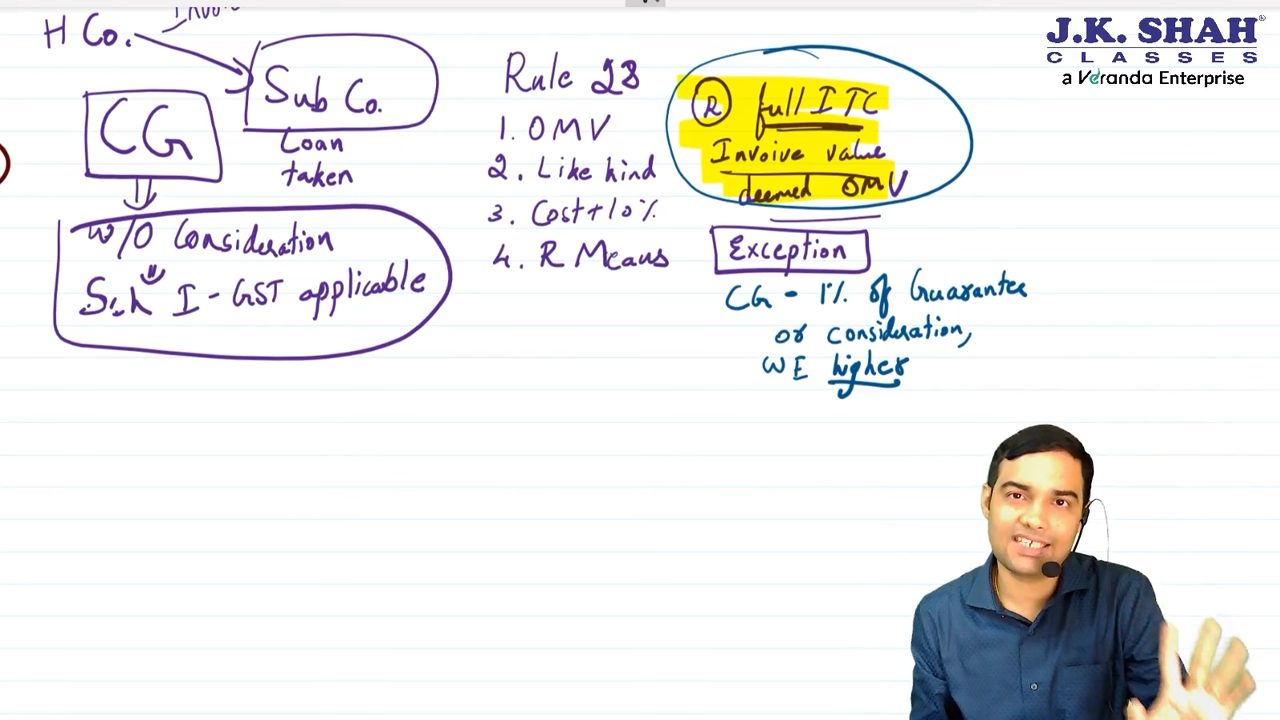 H Co.
CG
Sub Co.
Loan
taken
W/O Consideration
Sch I - GST applicable
Rule 28
1. OMV
2. Like kind
3. Cost+10%
4. R Means
R full ITC
Invoive value
deemed OMV
Exception
CG - 1% of Guarantee
or consideration,
WE higher
J.K. SHAH®
CLASSES
a Veranda Enterprise